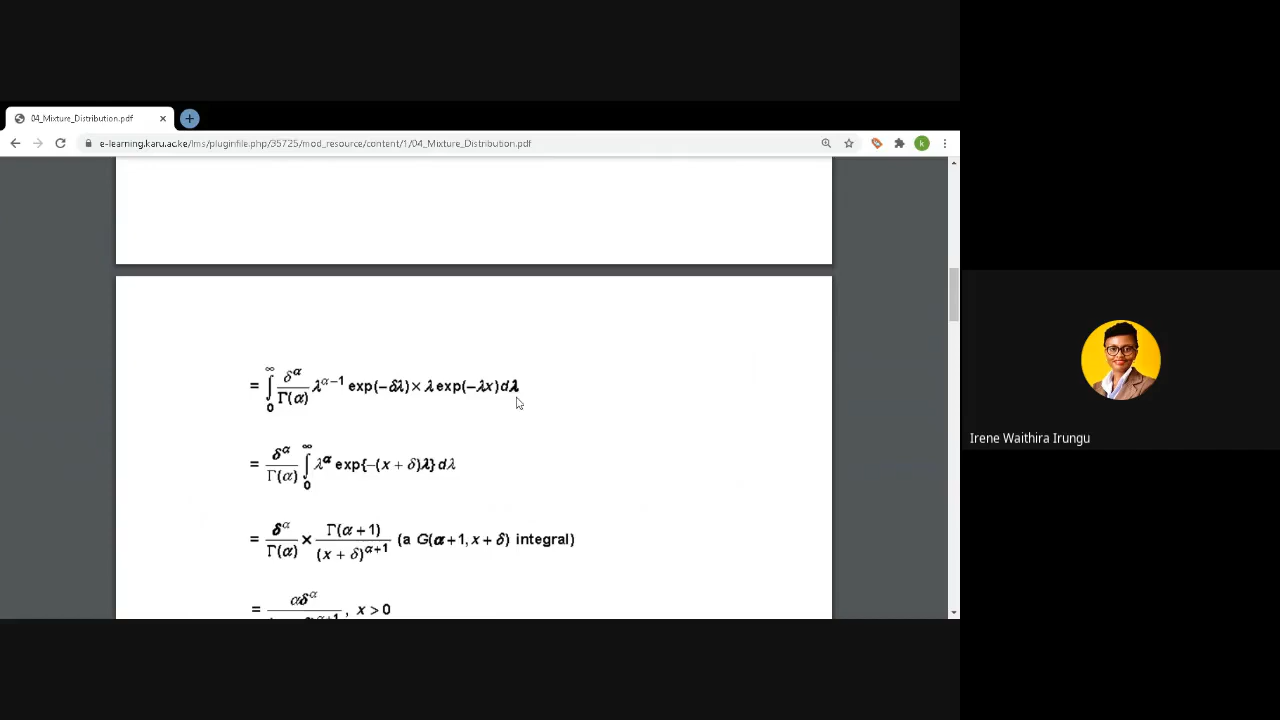 04_Mixture_Distribution.pdf
e-learning.karu.ac.ke/lms/pluginfile.php/35725/mod_resource/content/1/04_Mixture_Distribution.pdf
k
= ∫₀^∞ δ^α/Γ(α) λ^(α−1) exp(−δλ) × λ exp(−λx) dλ
= δ^α/Γ(α) ∫₀^∞ λ^α exp{−(x + δ)λ} dλ
= δ^α/Γ(α) × Γ(α + 1)/(x + δ)^(α+1) (a G(α+1, x + δ) integral)
= αδ^α , x > 0
Irene Waithira Irungu